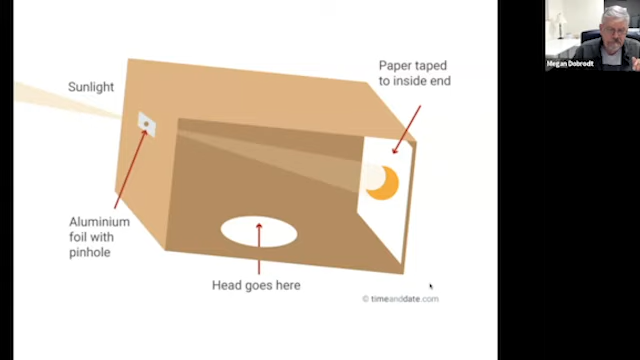 Sunlight
Paper taped
to inside end
Aluminium
foil with
pinhole
Head goes here
© timeanddate.com
Megan Dobrodt